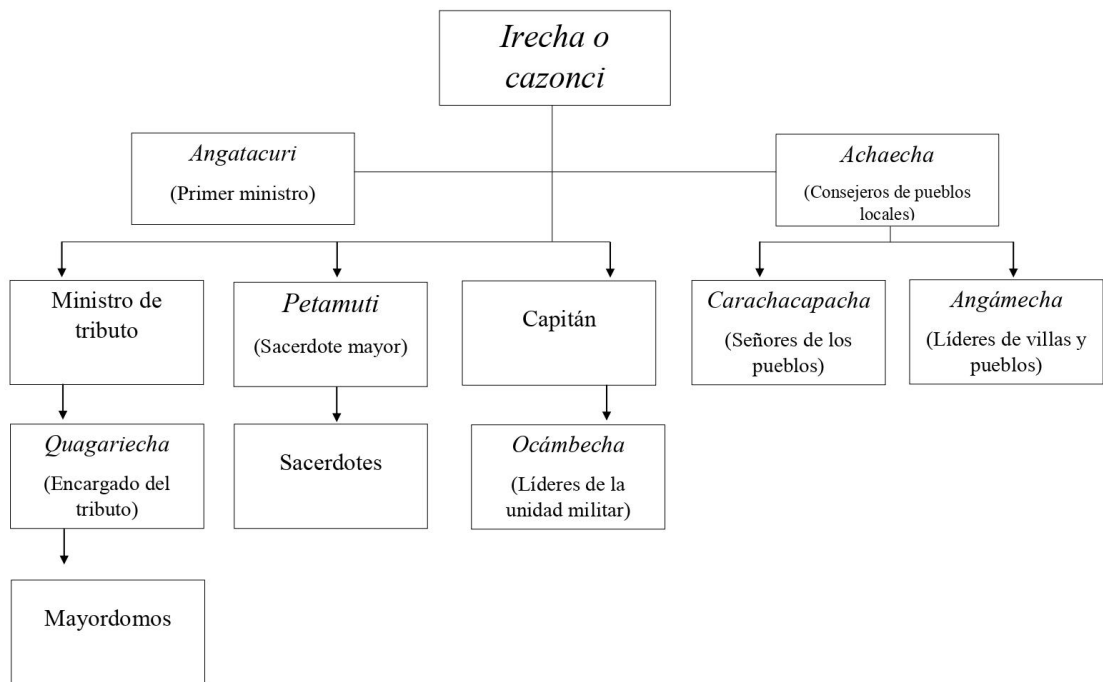 Irecha o
cazonci
Angatacuri
(Primer ministro)
Achaecha
(Consejeros de pueblos
locales)
Ministro de
tributo
Petamuti
(Sacerdote mayor)
Capitán
Carachacapacha
(Señores de los
pueblos)
Angámecha
(Líderes de villas y
pueblos)
Quagariecha
(Encargado del
tributo)
Sacerdotes
Ocámbecha
(Líderes de la
unidad militar)
Mayordomos